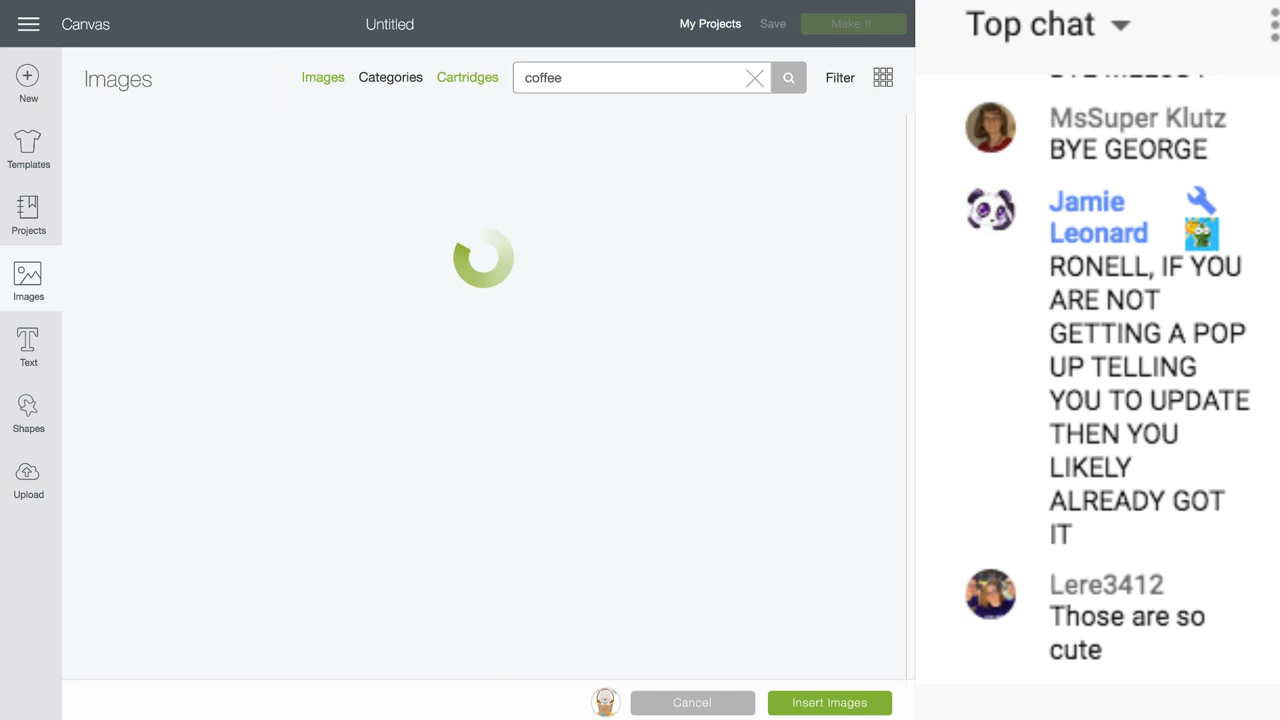 Canvas
Untitled
My Projects
Save
Make It
Top chat
New
Templates
Projects
Images
Text
Shapes
Upload
Images
Images
Categories
Cartridges
coffee
Filter
Cancel
Insert Images
MsSuper Klutz
BYE GEORGE
Jamie
Leonard
RONELL, IF YOU
ARE NOT
GETTING A POP
UP TELLING
YOU TO UPDATE
THEN YOU
LIKELY
ALREADY GOT
IT
Lere3412
Those are so
cute